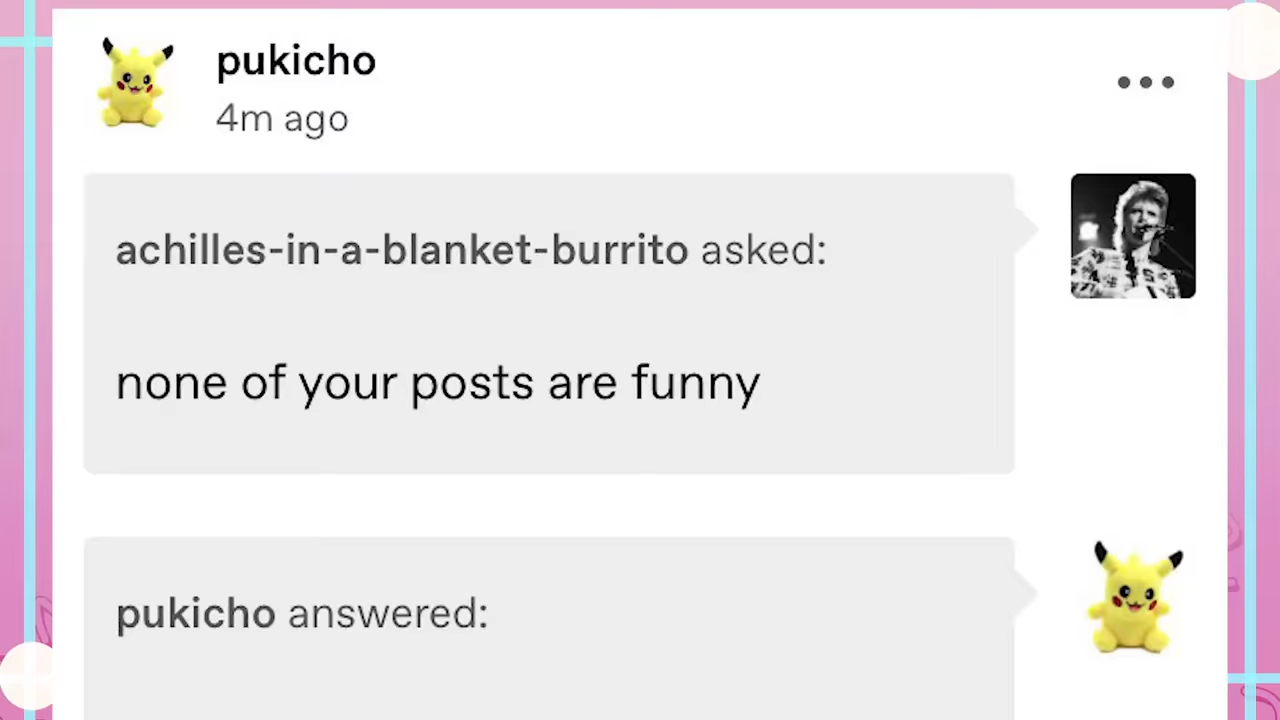 pukicho
4m ago
achilles-in-a-blanket-burrito asked:
none of your posts are funny
pukicho answered: